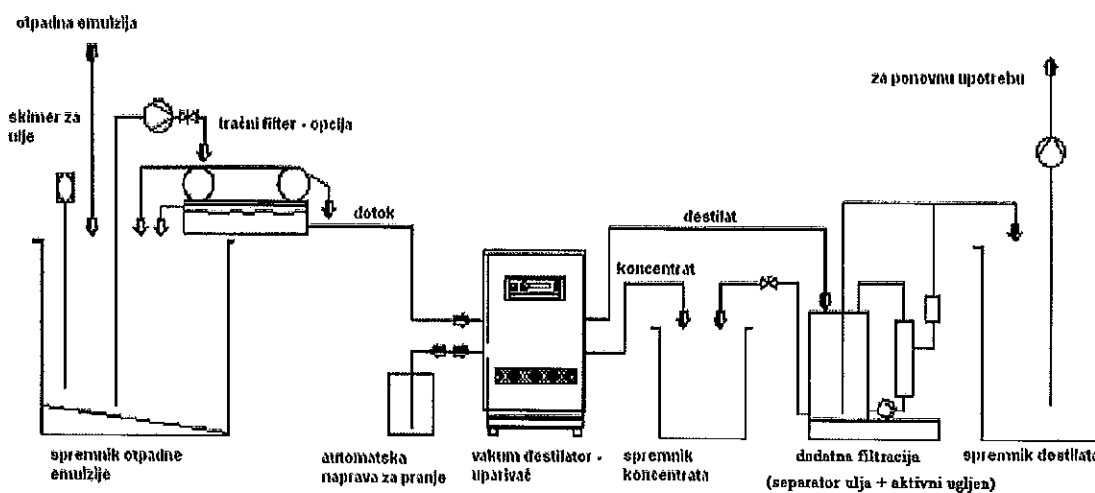 otpadna emulzija
skimer za
ulje
tračni filter - opcija
dotok
destilat
koncentrat
za ponovnu upotrebu
spremnik otpadne
emulzije
automatska
naprava za pranje
vakum destilator -
uparivač
spremnik
koncentrata
dodatna filtracija
(separator ulja + aktivni ugljen)
spremnik destilata